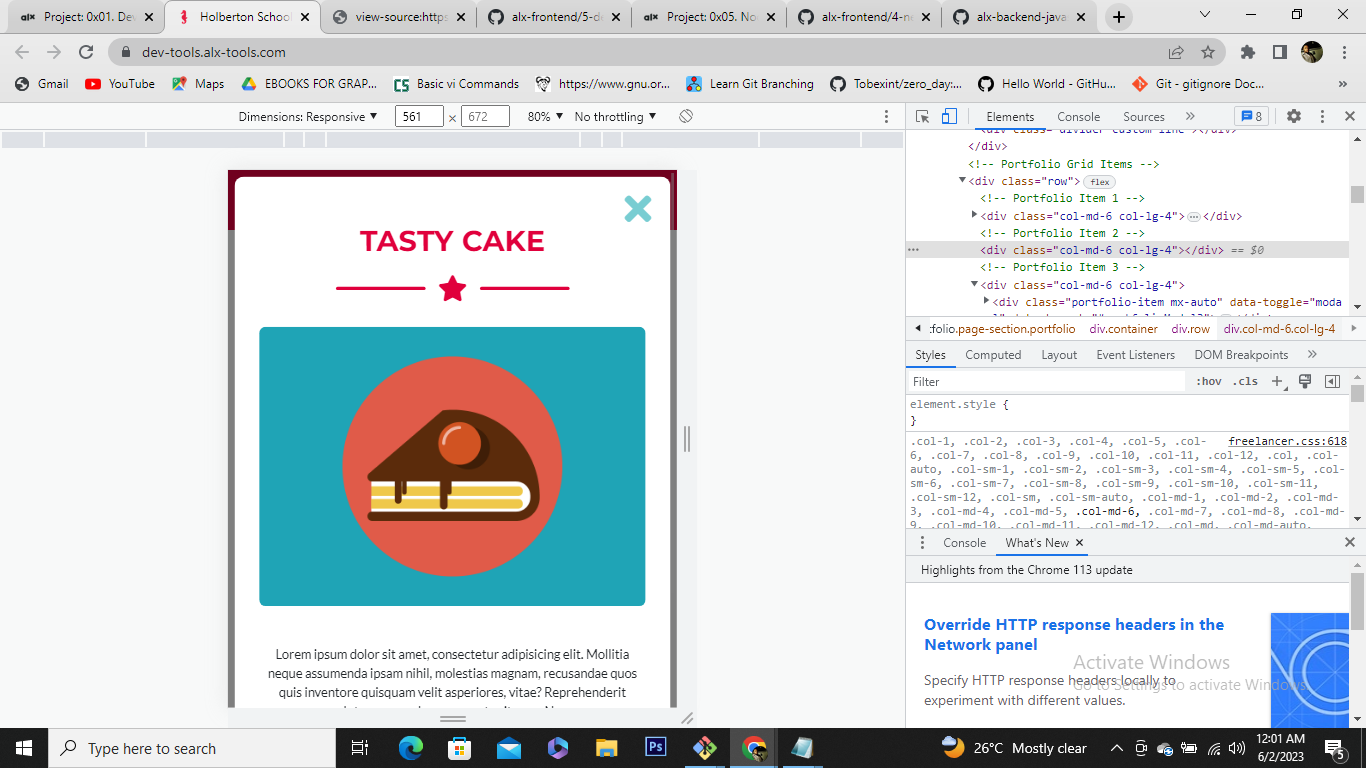 Project: 0x01. Dev
Holberton School
view-source:https
alx-frontend/5-de
Project: 0x05. Nod
alx-frontend/4-ne
alx-backend-java
dev-tools.alx-tools.com
Gmail
YouTube
Maps
EBOOKS FOR GRAP...
Basic vi Commands
https://www.gnu.or...
Learn Git Branching
Tobexint/zero_day:...
Hello World - GitHu...
Git - gitignore Doc...
»
Dimensions: Responsive
561
×
672
80%
No throttling
Elements
Console
Sources
»
8
TASTY CAKE
Lorem ipsum dolor sit amet, consectetur adipisicing elit. Mollitia
neque assumenda ipsam nihil, molestias magnam, recusandae quos
quis inventore quisquam velit asperiores, vitae? Reprehenderit
<div class="divider-custom-line"></div>
</div>
<!-- Portfolio Grid Items -->
<div class="row"> flex
<!-- Portfolio Item 1 -->
<div class="col-md-6 col-lg-4">…</div>
<!-- Portfolio Item 2 -->
<div class="col-md-6 col-lg-4"></div> == $0
<!-- Portfolio Item 3 -->
<div class="col-md-6 col-lg-4">
<div class="portfolio-item mx-auto" data-toggle="moda
:folio.page-section.portfolio
div.container
div.row
div.col-md-6.col-lg-4
Styles
Computed
Layout
Event Listeners
DOM Breakpoints
»
Filter
:hov
.cls
+
element.style {
}
.col-1, .col-2, .col-3, .col-4, .col-5, .col-
freelancer.css:618
6, .col-7, .col-8, .col-9, .col-10, .col-11, .col-12, .col, .col-
auto, .col-sm-1, .col-sm-2, .col-sm-3, .col-sm-4, .col-sm-5, .col-
sm-6, .col-sm-7, .col-sm-8, .col-sm-9, .col-sm-10, .col-sm-11,
.col-sm-12, .col-sm, .col-sm-auto, .col-md-1, .col-md-2, .col-md-
3, .col-md-4, .col-md-5, .col-md-6, .col-md-7, .col-md-8, .col-md-
9, .col-md-10, .col-md-11, .col-md-12, .col-md, .col-md-auto,
Console
What's New
Highlights from the Chrome 113 update
Override HTTP response headers in the
Network panel
Specify HTTP response headers locally to
experiment with different values.
Activate Windows
Go to Settings to activate Windows.
Type here to search
Ps
26°C Mostly clear
12:01 AM
6/2/2023
5